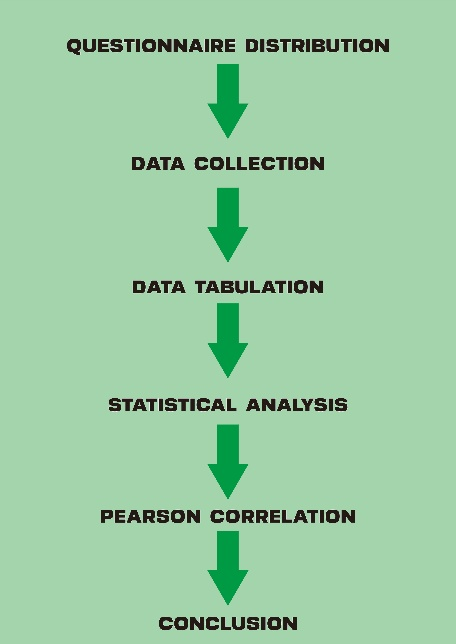 QUESTIONNAIRE DISTRIBUTION
DATA COLLECTION
DATA TABULATION
STATISTICAL ANALYSIS
PEARSON CORRELATION
CONCLUSION